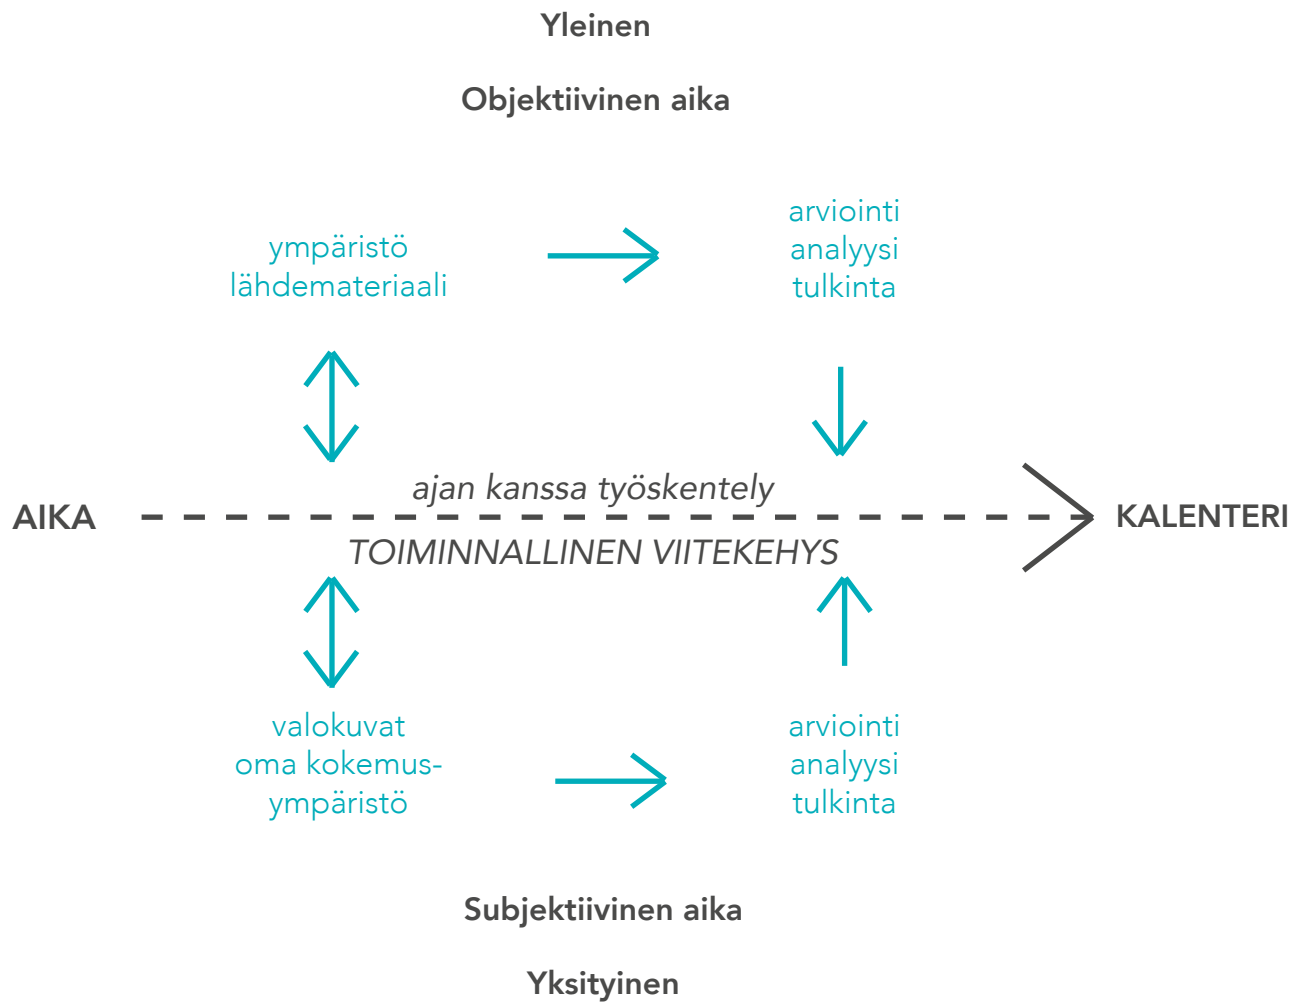 Yleinen
Objektiivinen aika
ympäristö
lähdemateriaali
arviointi
analyysi
tulkinta
ajan kanssa työskentely
AIKA
KALENTERI
TOIMINNALLINEN VIITEKEHYS
valokuvat
oma kokemus-
ympäristö
arviointi
analyysi
tulkinta
Subjektiivinen aika
Yksityinen